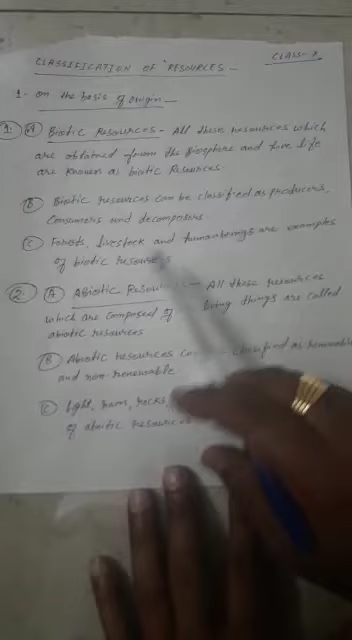 CLASS- X
CLASSIFICATION OF "RESOURCES -
1- on the basis of origin -
1. (A) Biotic Resources - All those resources which
are obtained from the biosphere and have life
are known as biotic Resources
(B) Biotic resources can be classified as producers,
consumers and decomposers
(C) Forests, livestock and human beings are examples
of biotic resources
2. (A) Abiotic Resou - All those resources
which are composed of living things are called
abiotic resources
(B) Abiotic resources classified as renewable
and non-renewable
(C) light, rocks,
of abiotic resources